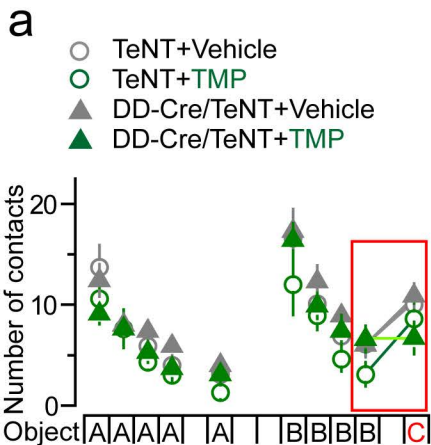 a
TeNT+Vehicle
TeNT+TMP
DD-Cre/TeNT+Vehicle
DD-Cre/TeNT+TMP
Number of contacts
20
10
0
Object A A A A A B B B B C